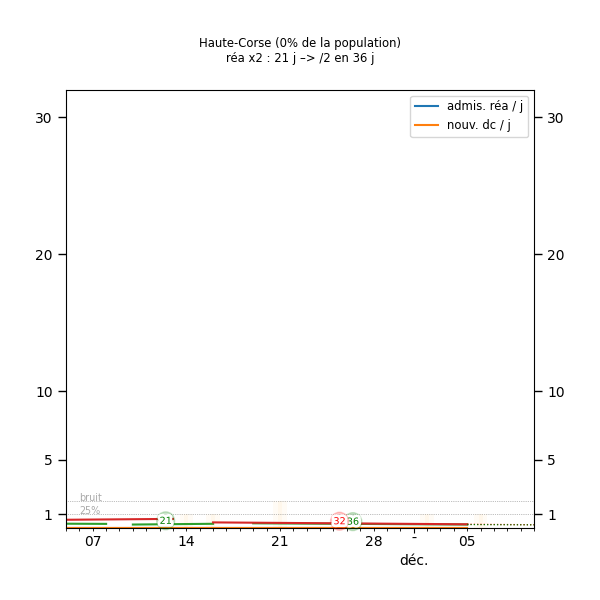 Haute-Corse (0% de la population)
réa x2 : 21 j –> /2 en 36 j
admis. réa / j
nouv. dc / j
30 30
20 20
10 10
5 5
bruit
25%
1 1
21 32 36
07 14 21 28 - 05
déc.